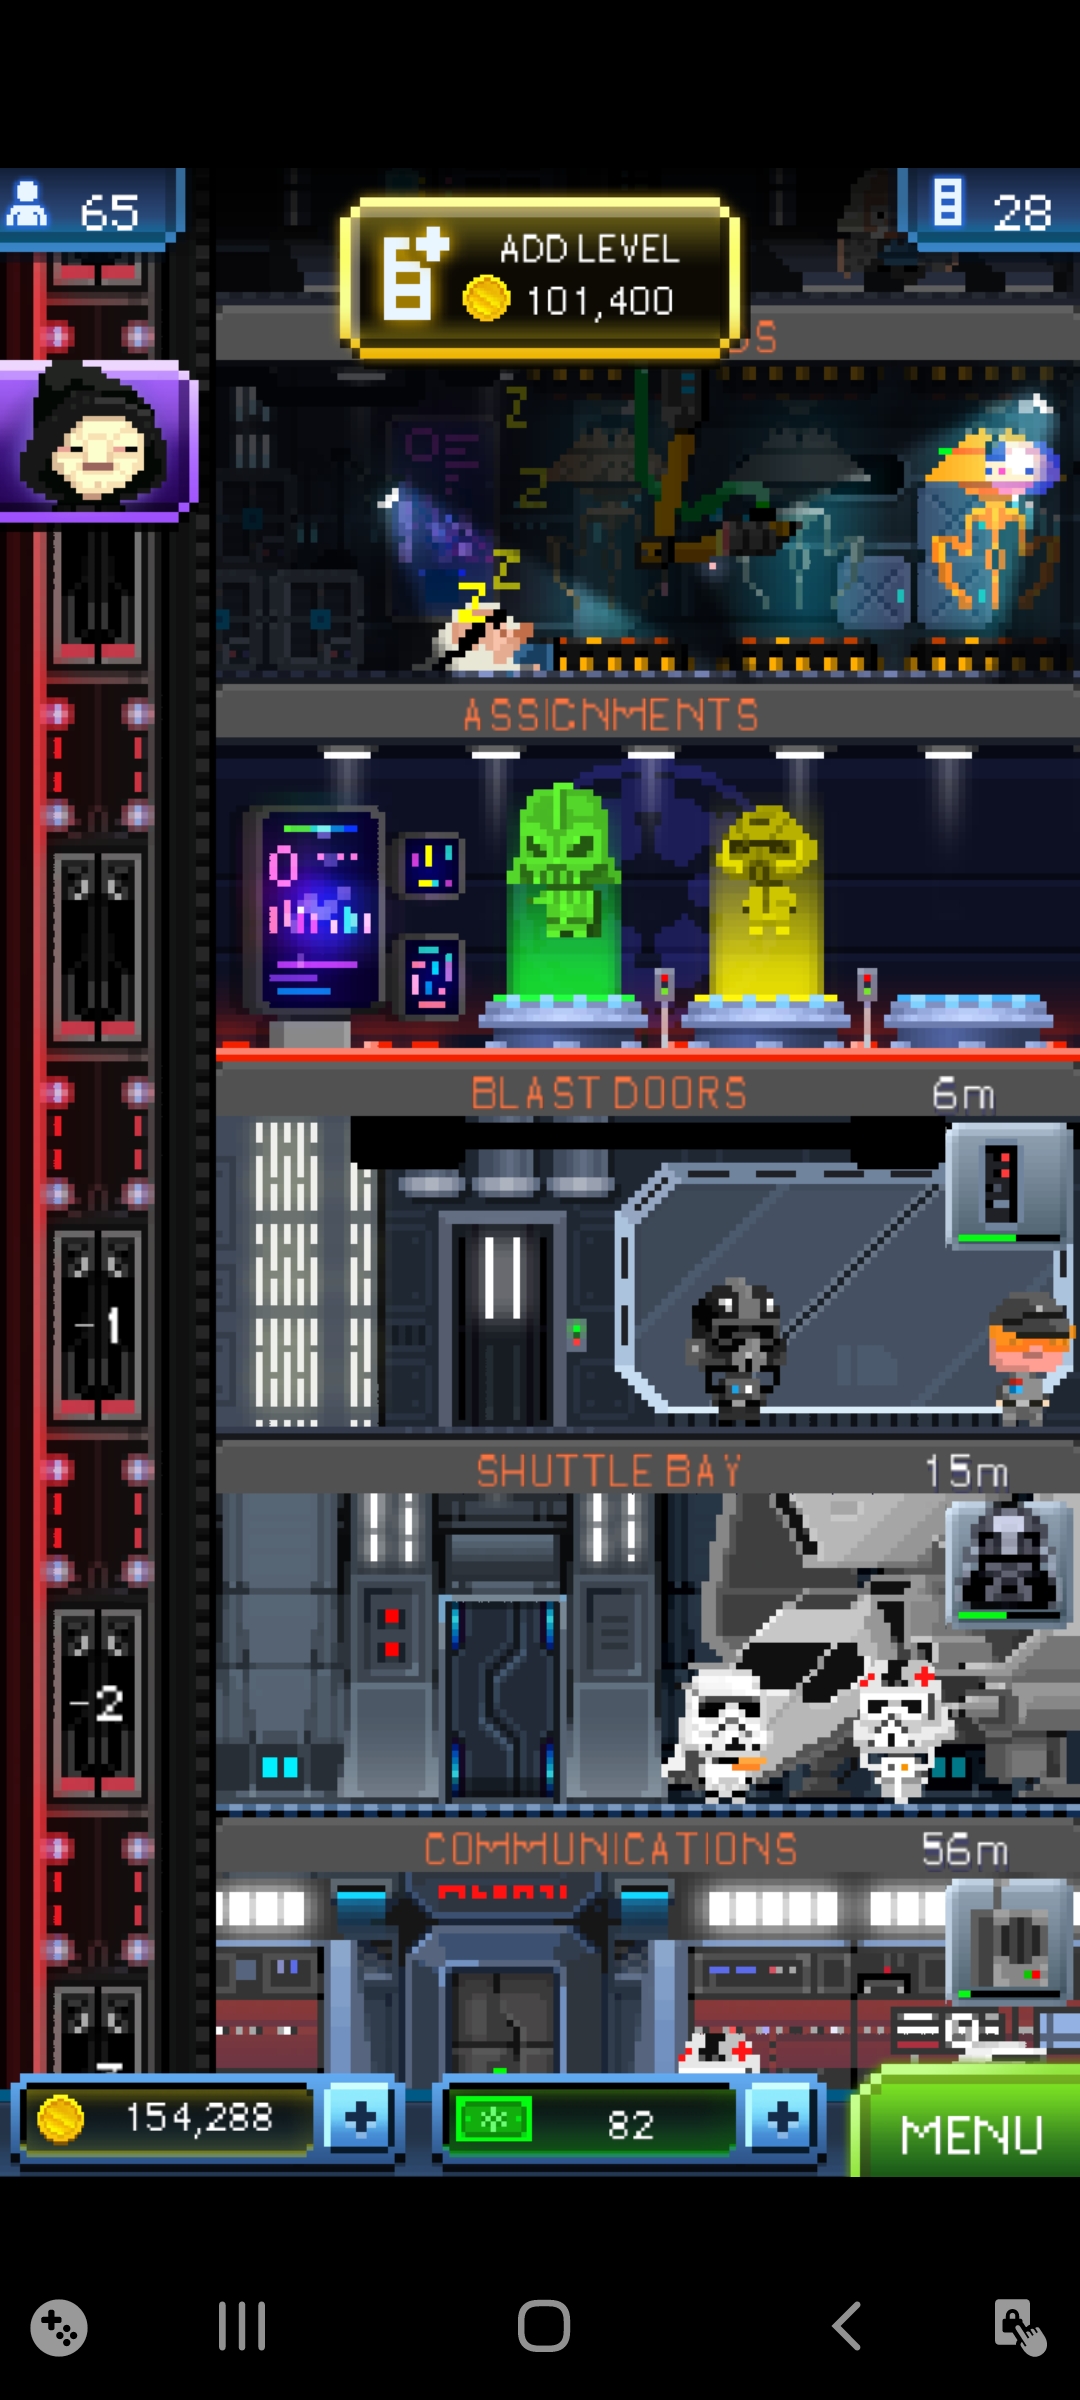 65
28
ADD LEVEL
101,400
DS
Z
Z
Z
Z
ASSIGNMENTS
BLAST DOORS 6m
-1
SHUTTLE BAY 15m
-2
COMMUNICATIONS 56m
154,288
82
MENU